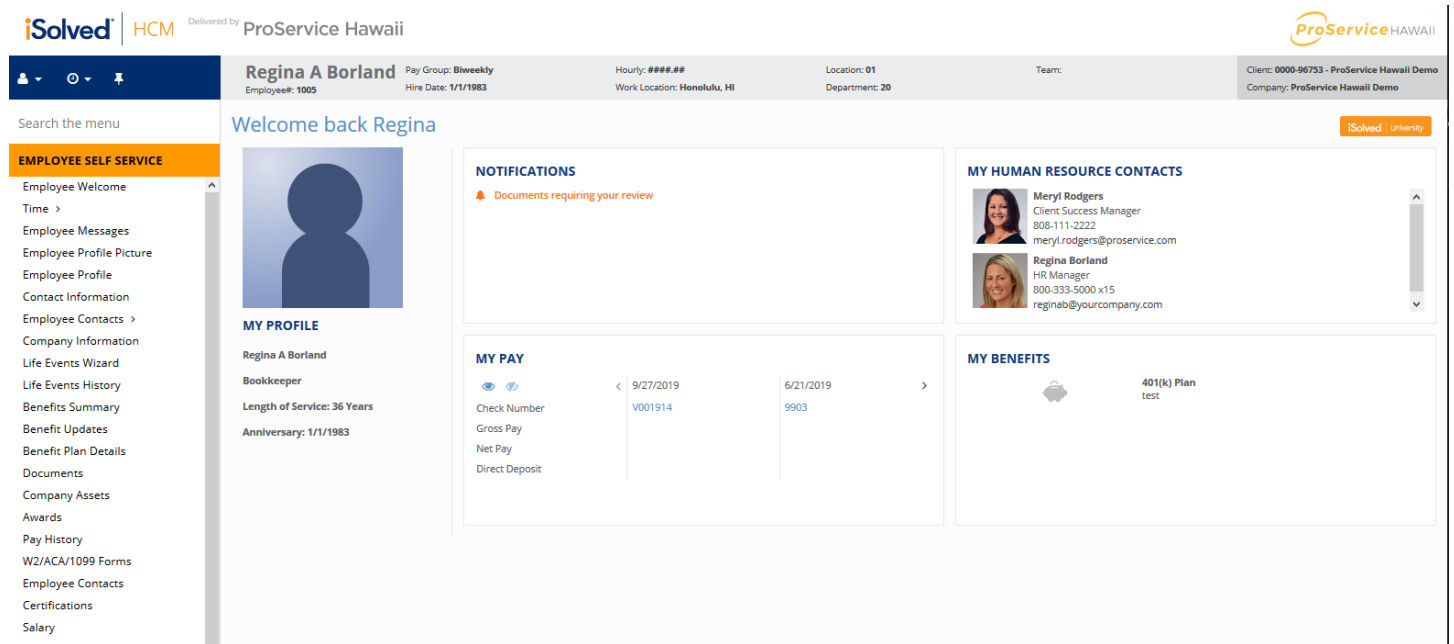 iSolved HCM Delivered by ProService Hawaii
ProService HAWAII
Regina A Borland
Employee#: 1005
Pay Group: Biweekly
Hire Date: 1/1/1983
Hourly: ####.##
Work Location: Honolulu, HI
Location: 01
Department: 20
Team:
Client: 0000-96753 - ProService Hawaii Demo
Company: ProService Hawaii Demo
Search the menu
EMPLOYEE SELF SERVICE
Employee Welcome
Time >
Employee Messages
Employee Profile Picture
Employee Profile
Contact Information
Employee Contacts >
Company Information
Life Events Wizard
Life Events History
Benefits Summary
Benefit Updates
Benefit Plan Details
Documents
Company Assets
Awards
Pay History
W2/ACA/1099 Forms
Employee Contacts
Certifications
Salary
Welcome back Regina
iSolved | University
MY PROFILE
Regina A Borland
Bookkeeper
Length of Service: 36 Years
Anniversary: 1/1/1983
NOTIFICATIONS
Documents requiring your review
MY HUMAN RESOURCE CONTACTS
Meryl Rodgers
Client Success Manager
808-111-2222
meryl.rodgers@proservice.com
Regina Borland
HR Manager
800-333-5000 x15
reginab@yourcompany.com
MY PAY
< 9/27/2019 6/21/2019 >
Check Number V001914 9903
Gross Pay
Net Pay
Direct Deposit
MY BENEFITS
401(k) Plan
test